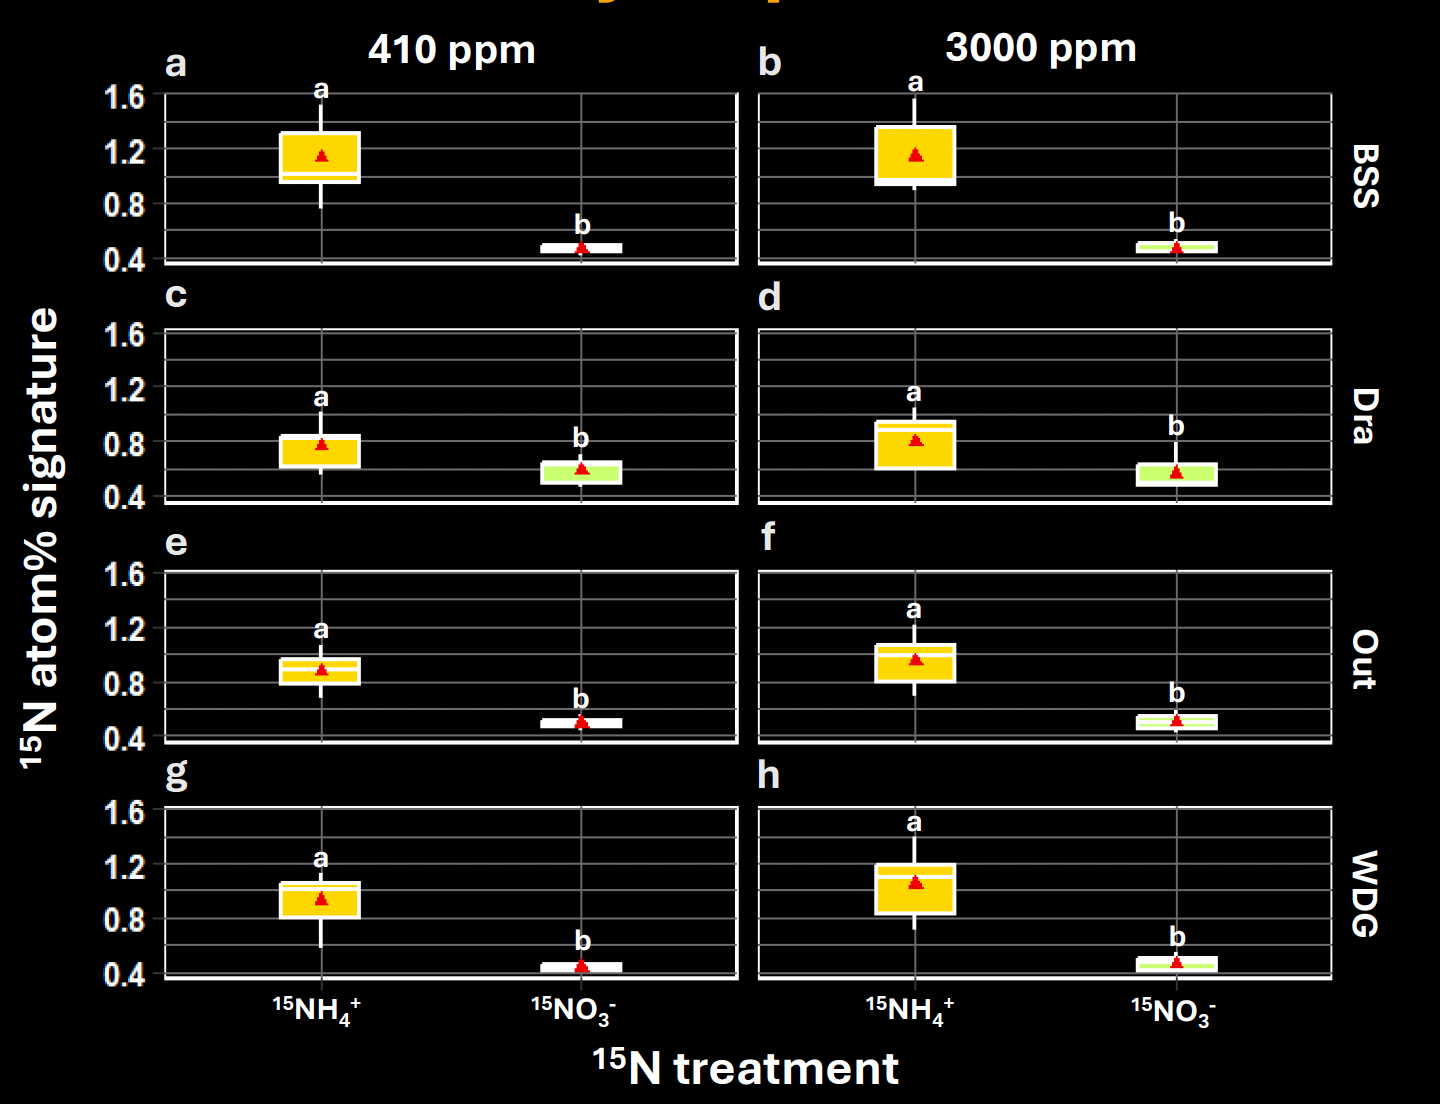 410 ppm
3000 ppm
a
b
a
a
1.6
1.2
0.8
0.4
b
b
BSS
c
d
a
a
1.6
1.2
0.8
0.4
b
b
Dra
e
f
a
a
1.6
1.2
0.8
0.4
b
b
Out
g
h
a
a
1.6
1.2
0.8
0.4
b
b
WDG
¹⁵N atom% signature
¹⁵NH₄⁺
¹⁵NO₃⁻
¹⁵NH₄⁺
¹⁵NO₃⁻
¹⁵N treatment